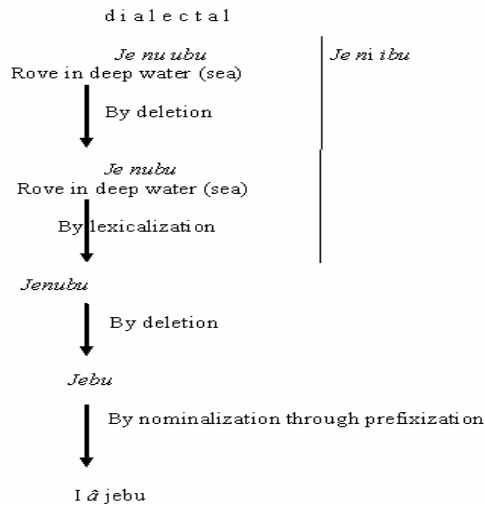 dialectal
Je nu ubu Je ni ibu
Rove in deep water (sea)
By deletion
Je nubu
Rove in deep water (sea)
By lexicalization
Jenubu
By deletion
Jebu
By nominalization through prefixization
I â jebu